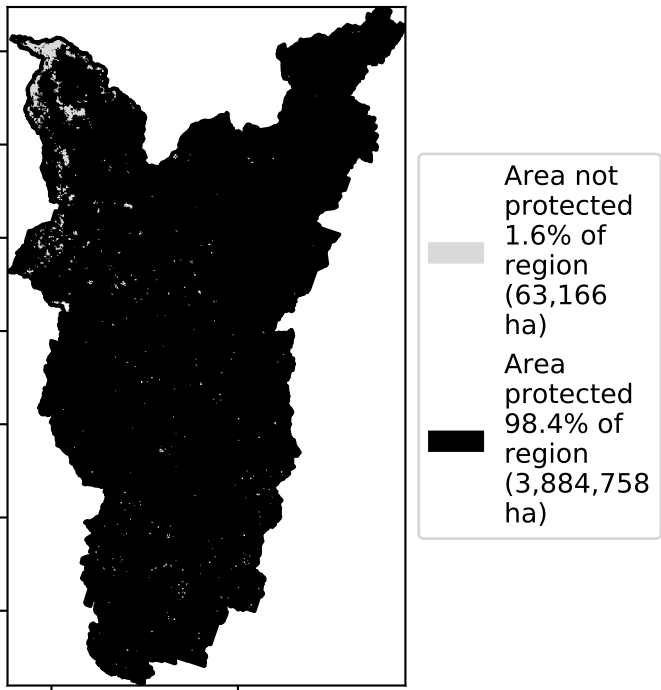 Area not
protected
1.6% of
region
(63,166
ha)
Area
protected
98.4% of
region
(3,884,758
ha)